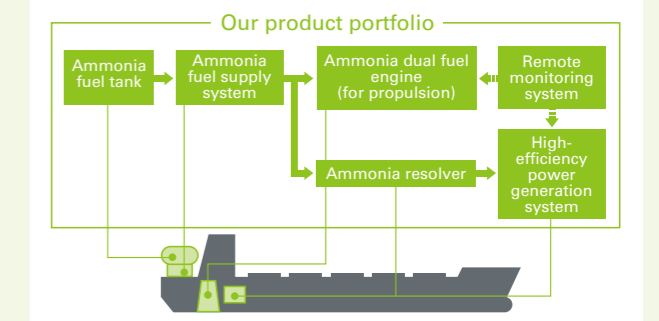 Our product portfolio
Ammonia
fuel tank
Ammonia
fuel supply
system
Ammonia dual fuel
engine
(for propulsion)
Remote
monitoring
system
Ammonia resolver
High-
efficiency
power
generation
system